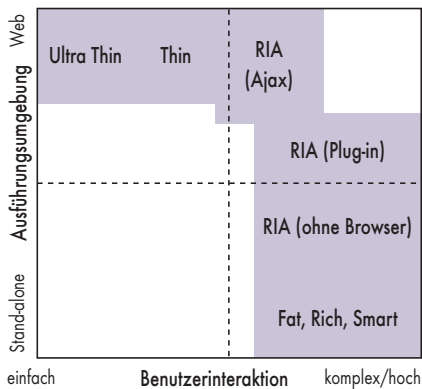 Web
Ausführungsumgebung
Stand-alone
Ultra Thin
Thin
RIA
(Ajax)
RIA (Plug-in)
RIA (ohne Browser)
Fat, Rich, Smart
einfach
Benutzerinteraktion
komplex/hoch